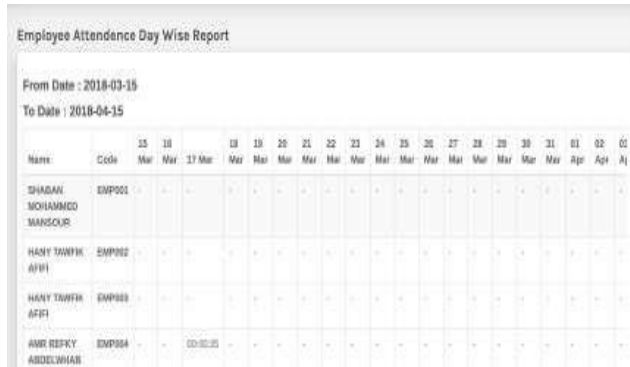 Employee Attendence Day Wise Report
From Date : 2018-03-15
To Date : 2018-04-15
Name Code 15 Mar 16 Mar 17 Mar 18 Mar 19 Mar 20 Mar 21 Mar 22 Mar 23 Mar 24 Mar 25 Mar 26 Mar 27 Mar 28 Mar 29 Mar 30 Mar 31 Mar 01 Apr 02 Apr
SHABAN EMP001 - - - - - - - - - - - - - - - - - - -
MOHAMMED
MANSOUR
HANY TAWFIK EMP002 - - - - - - - - - - - - - - - - - - -
AFIFI
HANY TAWFIK EMP003 - - - - - - - - - - - - - - - - - - -
AFIFI
AMR REFKY EMP004 - - - - - - - - - - - - - - - - - -
ABDELWHAB